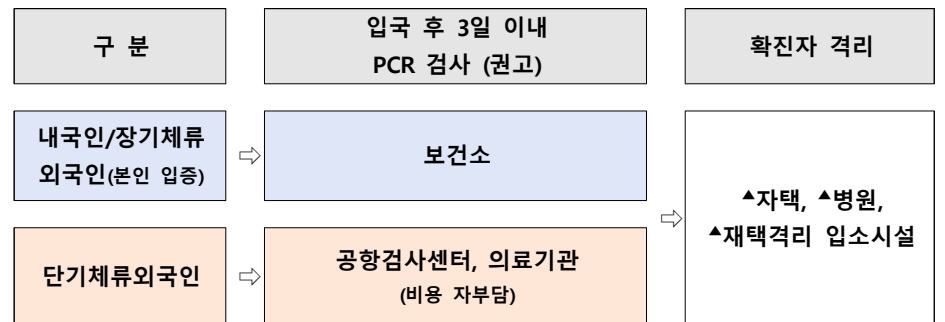 구 분
입국 후 3일 이내
PCR 검사 (권고)
확진자 격리
내국인/장기체류
외국인(본인 입증)
⇨
보건소
단기체류외국인
⇨
공항검사센터, 의료기관
(비용 자부담)
⇨
▲자택, ▲병원,
▲재택격리 입소시설